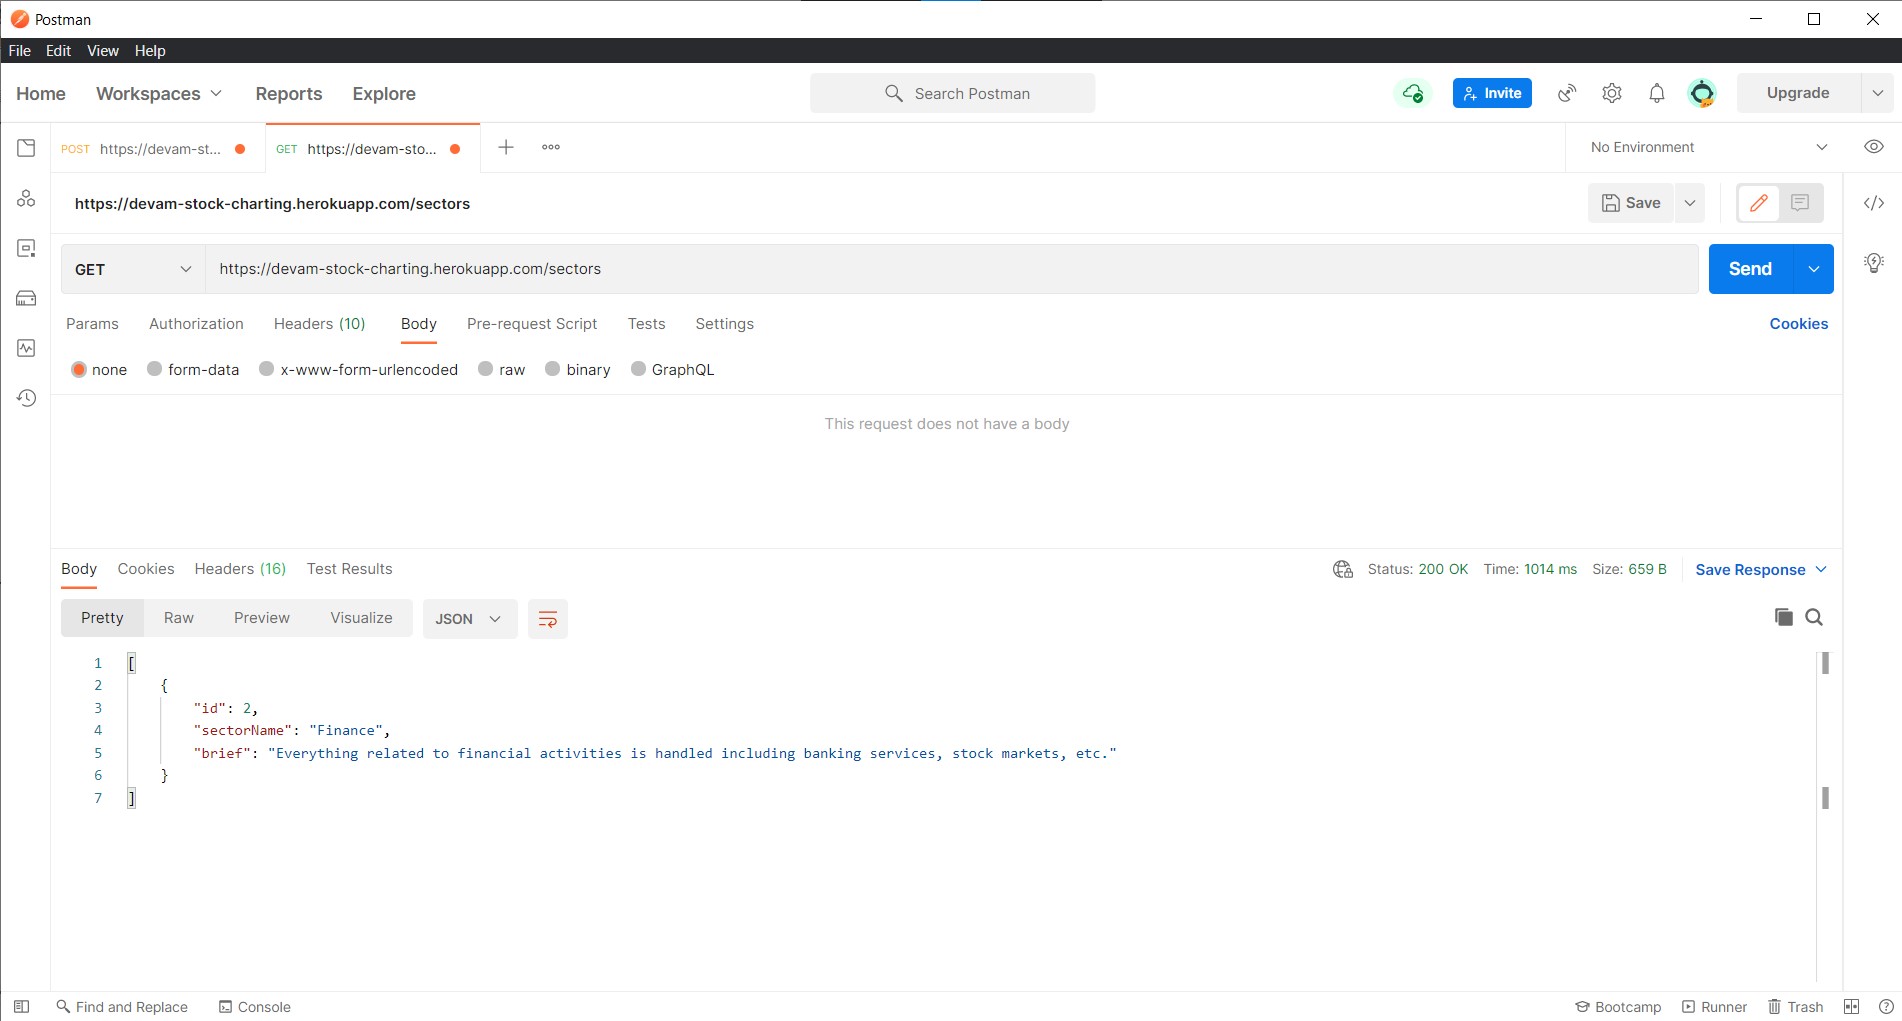 Postman
File Edit View Help
Home Workspaces Reports Explore Search Postman Invite Upgrade
POST https://devam-st... GET https://devam-sto... No Environment
https://devam-stock-charting.herokuapp.com/sectors Save
GET https://devam-stock-charting.herokuapp.com/sectors Send
Params Authorization Headers (10) Body Pre-request Script Tests Settings Cookies
none form-data x-www-form-urlencoded raw binary GraphQL
This request does not have a body
Body Cookies Headers (16) Test Results Status: 200 OK Time: 1014 ms Size: 659 B Save Response
Pretty Raw Preview Visualize JSON
1 [
2 {
3 "id": 2,
4 "sectorName": "Finance",
5 "brief": "Everything related to financial activities is handled including banking services, stock markets, etc."
6 }
7 ]
Find and Replace Console Bootcamp Runner Trash